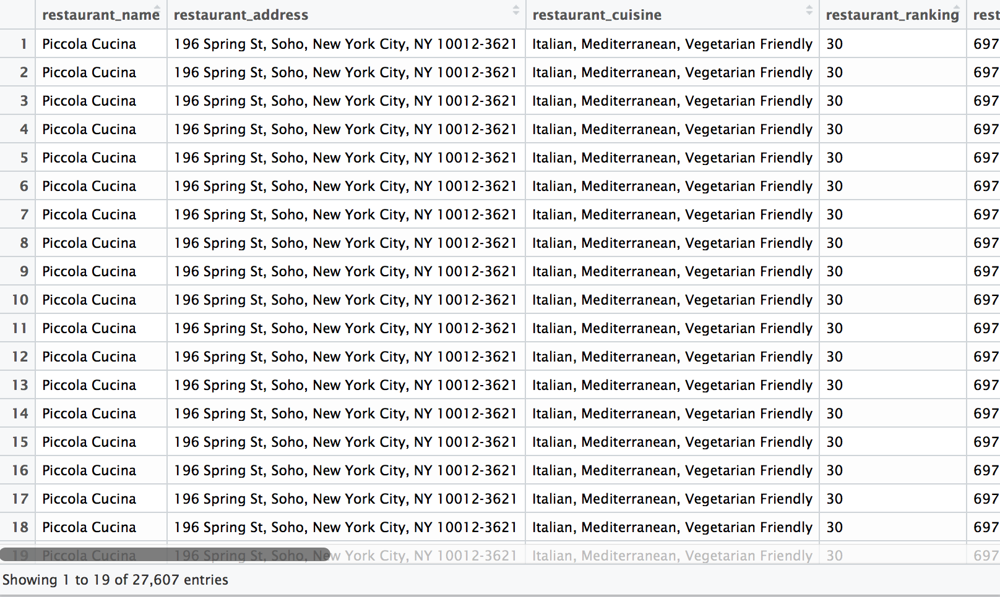 restaurant_name restaurant_address restaurant_cuisine restaurant_ranking rest
1 Piccola Cucina 196 Spring St, Soho, New York City, NY 10012-3621 Italian, Mediterranean, Vegetarian Friendly 30 697
2 Piccola Cucina 196 Spring St, Soho, New York City, NY 10012-3621 Italian, Mediterranean, Vegetarian Friendly 30 697
3 Piccola Cucina 196 Spring St, Soho, New York City, NY 10012-3621 Italian, Mediterranean, Vegetarian Friendly 30 697
4 Piccola Cucina 196 Spring St, Soho, New York City, NY 10012-3621 Italian, Mediterranean, Vegetarian Friendly 30 697
5 Piccola Cucina 196 Spring St, Soho, New York City, NY 10012-3621 Italian, Mediterranean, Vegetarian Friendly 30 697
6 Piccola Cucina 196 Spring St, Soho, New York City, NY 10012-3621 Italian, Mediterranean, Vegetarian Friendly 30 697
7 Piccola Cucina 196 Spring St, Soho, New York City, NY 10012-3621 Italian, Mediterranean, Vegetarian Friendly 30 697
8 Piccola Cucina 196 Spring St, Soho, New York City, NY 10012-3621 Italian, Mediterranean, Vegetarian Friendly 30 697
9 Piccola Cucina 196 Spring St, Soho, New York City, NY 10012-3621 Italian, Mediterranean, Vegetarian Friendly 30 697
10 Piccola Cucina 196 Spring St, Soho, New York City, NY 10012-3621 Italian, Mediterranean, Vegetarian Friendly 30 697
11 Piccola Cucina 196 Spring St, Soho, New York City, NY 10012-3621 Italian, Mediterranean, Vegetarian Friendly 30 697
12 Piccola Cucina 196 Spring St, Soho, New York City, NY 10012-3621 Italian, Mediterranean, Vegetarian Friendly 30 697
13 Piccola Cucina 196 Spring St, Soho, New York City, NY 10012-3621 Italian, Mediterranean, Vegetarian Friendly 30 697
14 Piccola Cucina 196 Spring St, Soho, New York City, NY 10012-3621 Italian, Mediterranean, Vegetarian Friendly 30 697
15 Piccola Cucina 196 Spring St, Soho, New York City, NY 10012-3621 Italian, Mediterranean, Vegetarian Friendly 30 697
16 Piccola Cucina 196 Spring St, Soho, New York City, NY 10012-3621 Italian, Mediterranean, Vegetarian Friendly 30 697
17 Piccola Cucina 196 Spring St, Soho, New York City, NY 10012-3621 Italian, Mediterranean, Vegetarian Friendly 30 697
18 Piccola Cucina 196 Spring St, Soho, New York City, NY 10012-3621 Italian, Mediterranean, Vegetarian Friendly 30 697
19 Piccola Cucina 196 Spring St, Soho, New York City, NY 10012-3621 Italian, Mediterranean, Vegetarian Friendly 30 697
Showing 1 to 19 of 27,607 entries